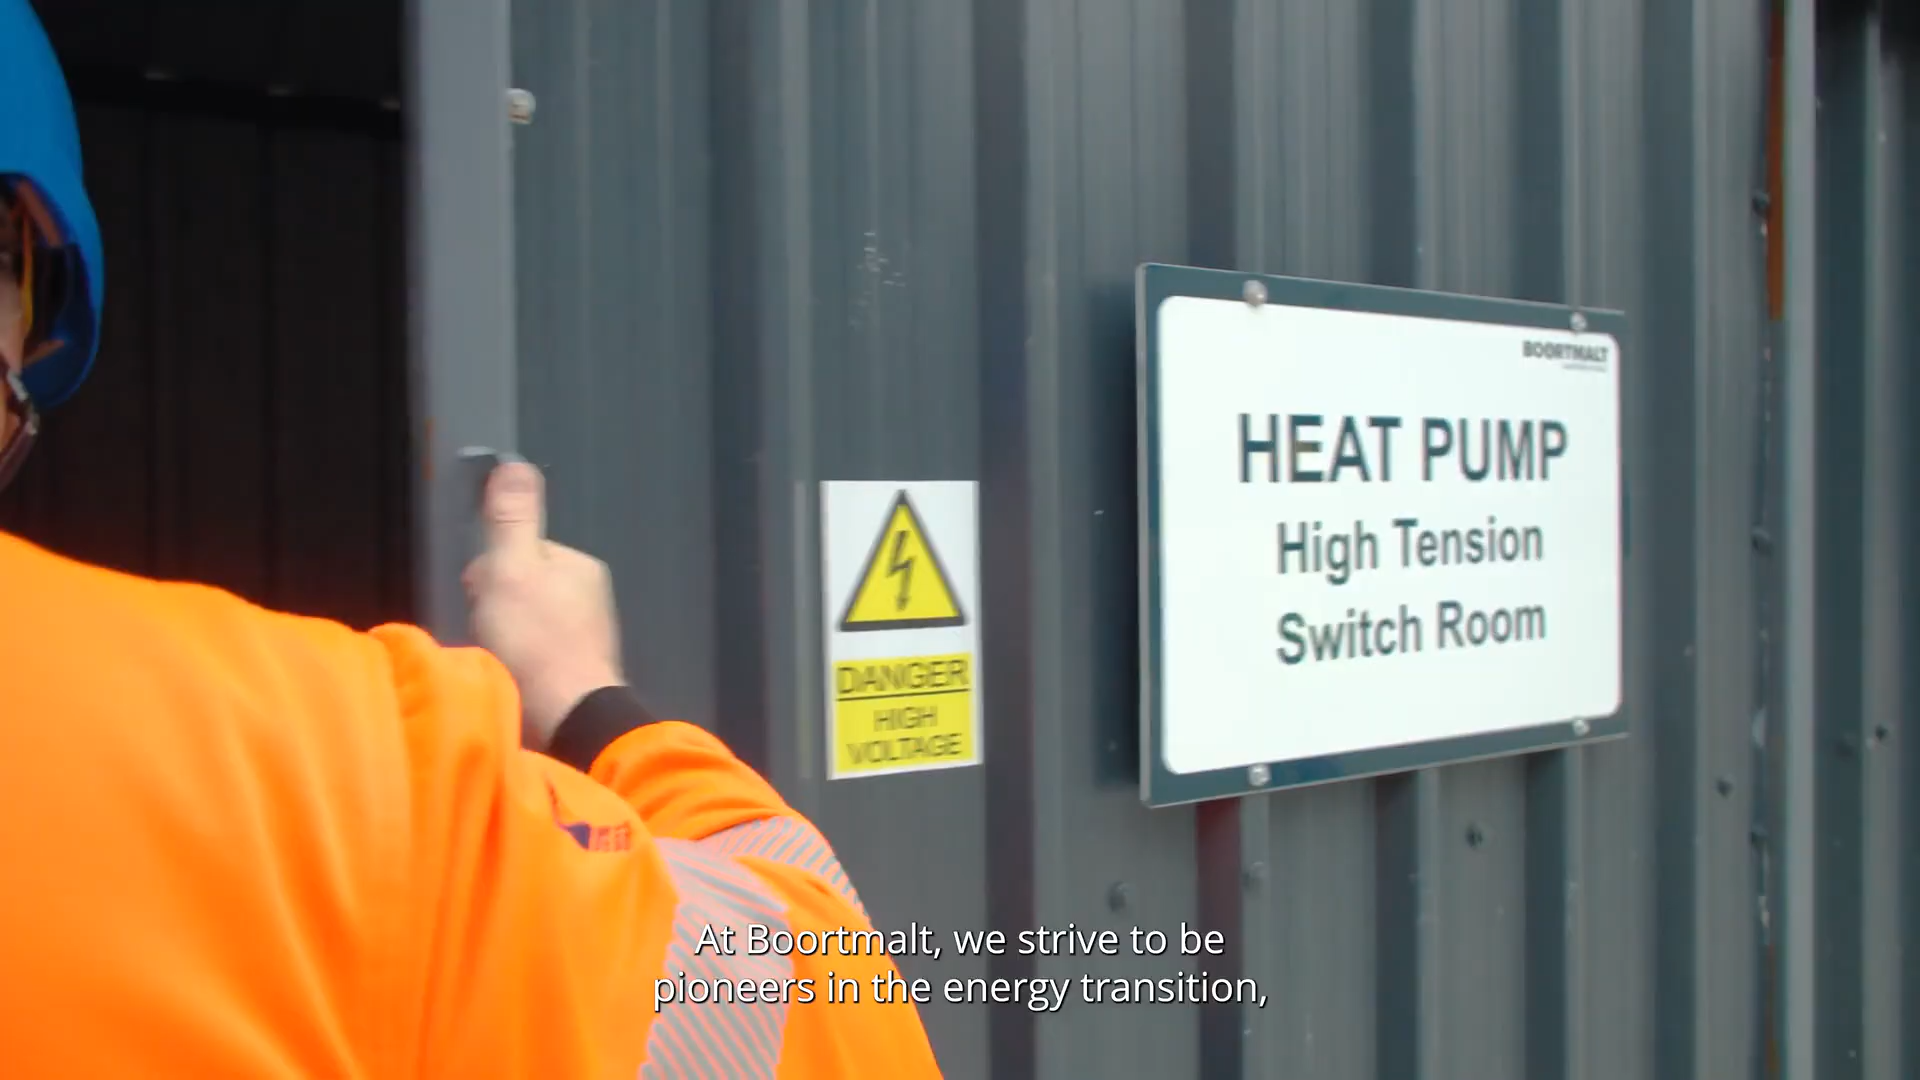 BOORTMALT
HEAT PUMP
High Tension
Switch Room
DANGER
HIGH
VOLTAGE
At Boortmalt, we strive to be
pioneers in the energy transition,